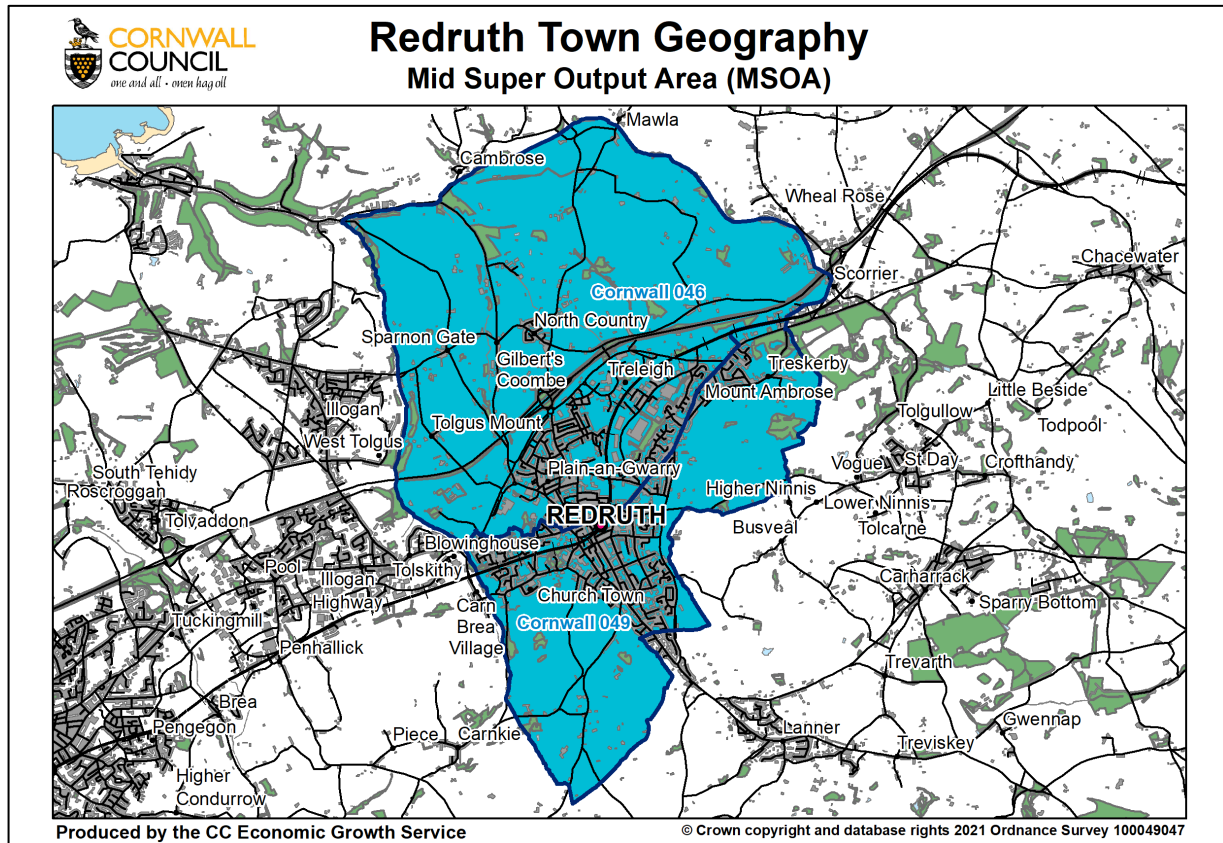 CORNWALL
COUNCIL
one and all • onen hag oll
Redruth Town Geography
Mid Super Output Area (MSOA)
Mawla
Cambrose
Wheal Rose
Chacewater
Scorrier
Cornwall 046
North Country
Sparnon Gate
Gilbert's
Coombe
Treleigh
Treskerby
Mount Ambrose
Little Beside
Illogan
Tolgus Mount
Tolgullow
Todpool
West Tolgus
Plain-an-Gwarry
Vogue
St.Day
Crofthandy
South Tehidy
Roscroggan
Higher Ninnis
Lower Ninnis
Tolvaddon
REDRUTH
Busveal
Tolcarne
Blowinghouse
Pool
Illogan
Highway
Tolskithy
Carharrack
Church Town
Carn
Brea
Village
Sparry Bottom
Tuckingmill
Cornwall 049
Penhallick
Trevarth
Brea
Pengegon
Piece
Carnkie
Lanner
Gwennap
Treviskey
Higher
Condurrow
Produced by the CC Economic Growth Service
© Crown copyright and database rights 2021 Ordnance Survey 100049047